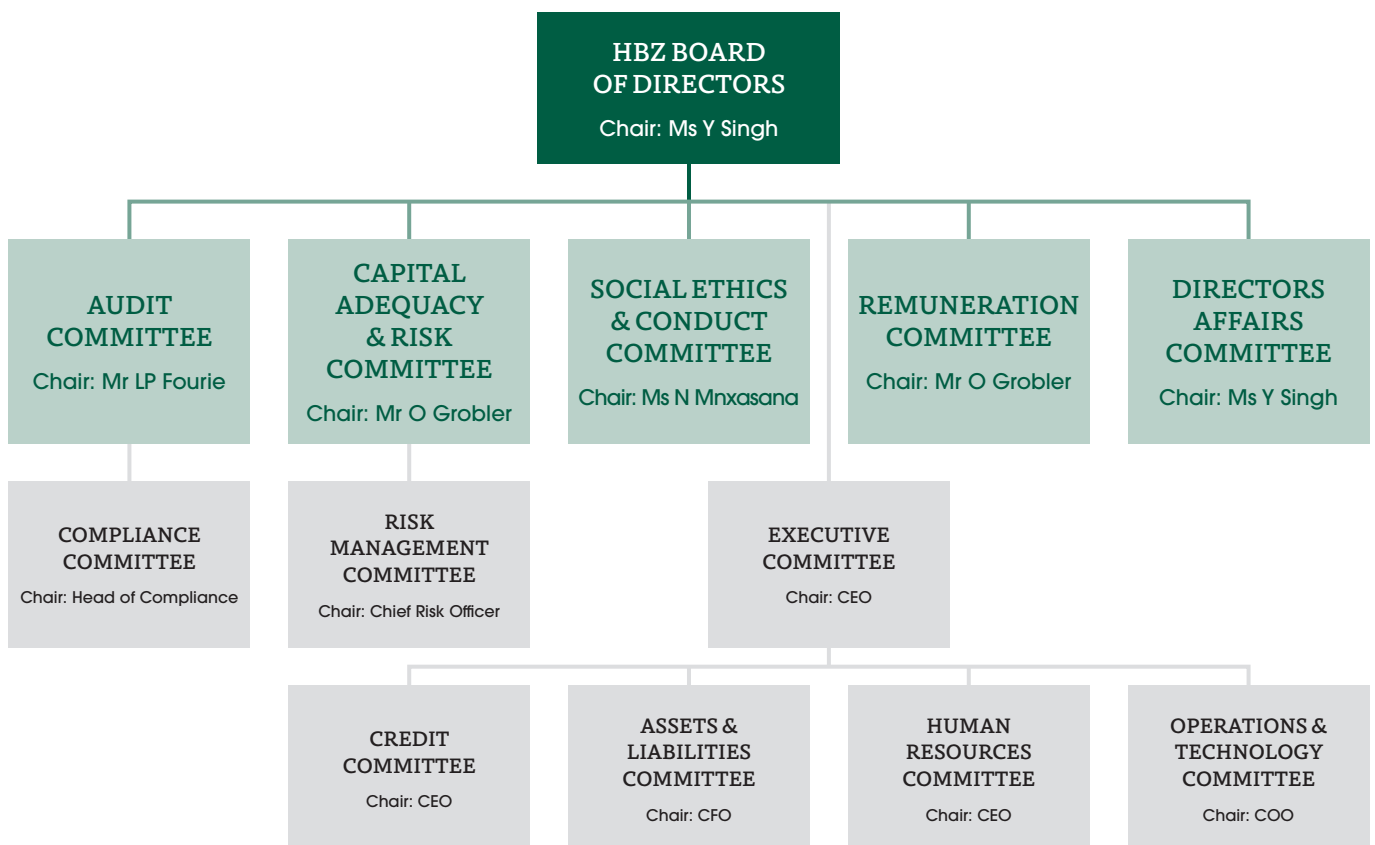 HBZ BOARD
OF DIRECTORS
Chair: Ms Y Singh
AUDIT
COMMITTEE
Chair: Mr LP Fourie
CAPITAL
ADEQUACY
& RISK
COMMITTEE
Chair: Mr O Grobler
SOCIAL ETHICS
& CONDUCT
COMMITTEE
Chair: Ms N Mnxasana
REMUNERATION
COMMITTEE
Chair: Mr O Grobler
DIRECTORS
AFFAIRS
COMMITTEE
Chair: Ms Y Singh
COMPLIANCE
COMMITTEE
Chair: Head of Compliance
RISK
MANAGEMENT
COMMITTEE
Chair: Chief Risk Officer
EXECUTIVE
COMMITTEE
Chair: CEO
CREDIT
COMMITTEE
Chair: CEO
ASSETS &
LIABILITIES
COMMITTEE
Chair: CFO
HUMAN
RESOURCES
COMMITTEE
Chair: CEO
OPERATIONS &
TECHNOLOGY
COMMITTEE
Chair: COO